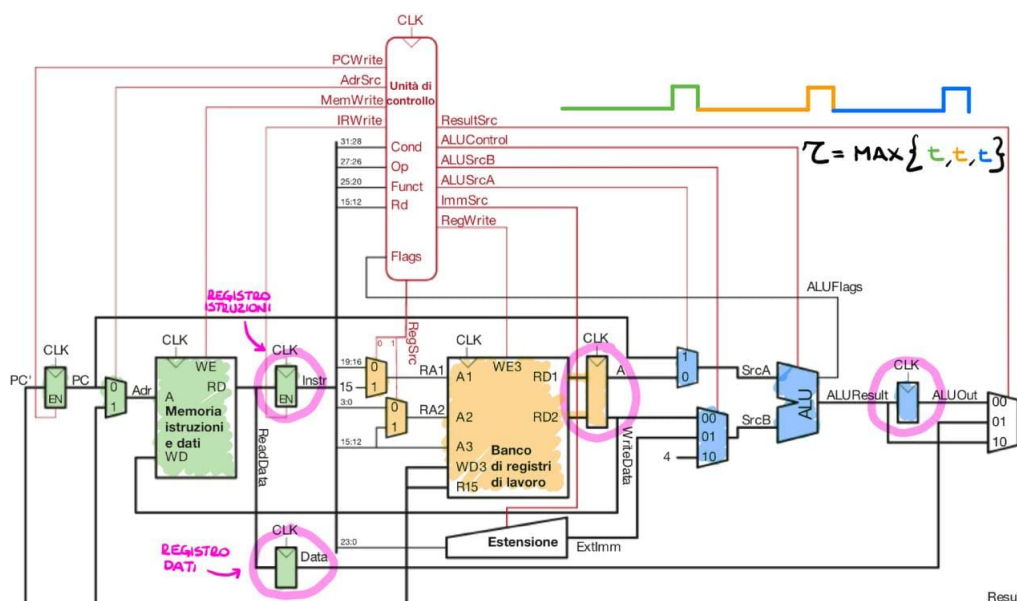 CLK
PCWrite
AdrSrc
MemWrite
IRWrite
Unità di
controllo
ResultSrc
ALUControl
ALUSrcB
ALUSrcA
ImmSrc
RegWrite
31:28
Cond
27:26
Op
25:20
Funct
15:12
Rd
Flags
τ = MAX{ t, t, t }
ALUFlags
REGISTRO
ISTRUZIONI
RegSrc
0 1
CLK
PC'
EN
PC
0
1
Adr
CLK
WE
RD
A
Memoria
istruzioni
e dati
WD
CLK
EN
Instr
ReadData
19:16
15
3:0
15:12
0
1
0
1
RA1
RA2
CLK
WE3
A1
RD1
A2
RD2
A3
WD3
R15
Banco
di registri
di lavoro
CLK
A
WriteData
1
0
SrcA
00
01
10
4
SrcB
ALU
ALUResult
CLK
ALUOut
00
01
10
23:0
Estensione
ExtImm
REGISTRO
DATI
CLK
Data
Resu